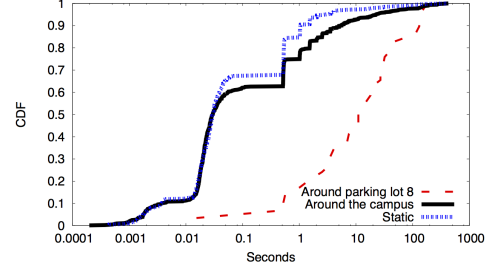 1
0.9
0.8
0.7
0.6
0.5
0.4
0.3
0.2
0.1
0
CDF
Around parking lot 8
Around the campus
Static
0.0001 0.001 0.01 0.1 1 10 100 1000
Seconds